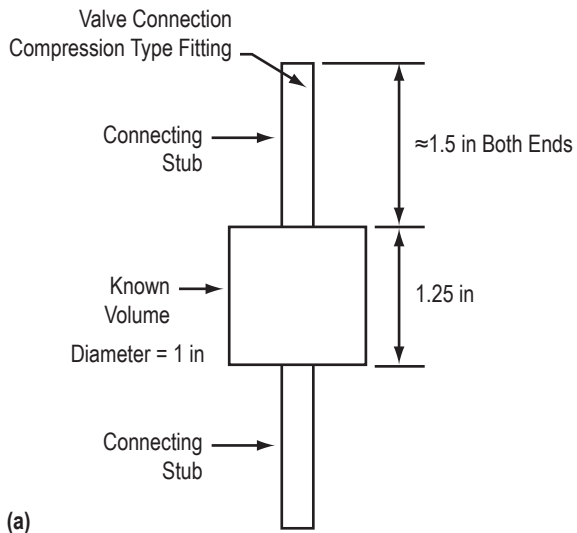 Valve Connection
Compression Type Fitting
Connecting
Stub
≈1.5 in Both Ends
Known
Volume
1.25 in
Diameter = 1 in
Connecting
Stub
(a)